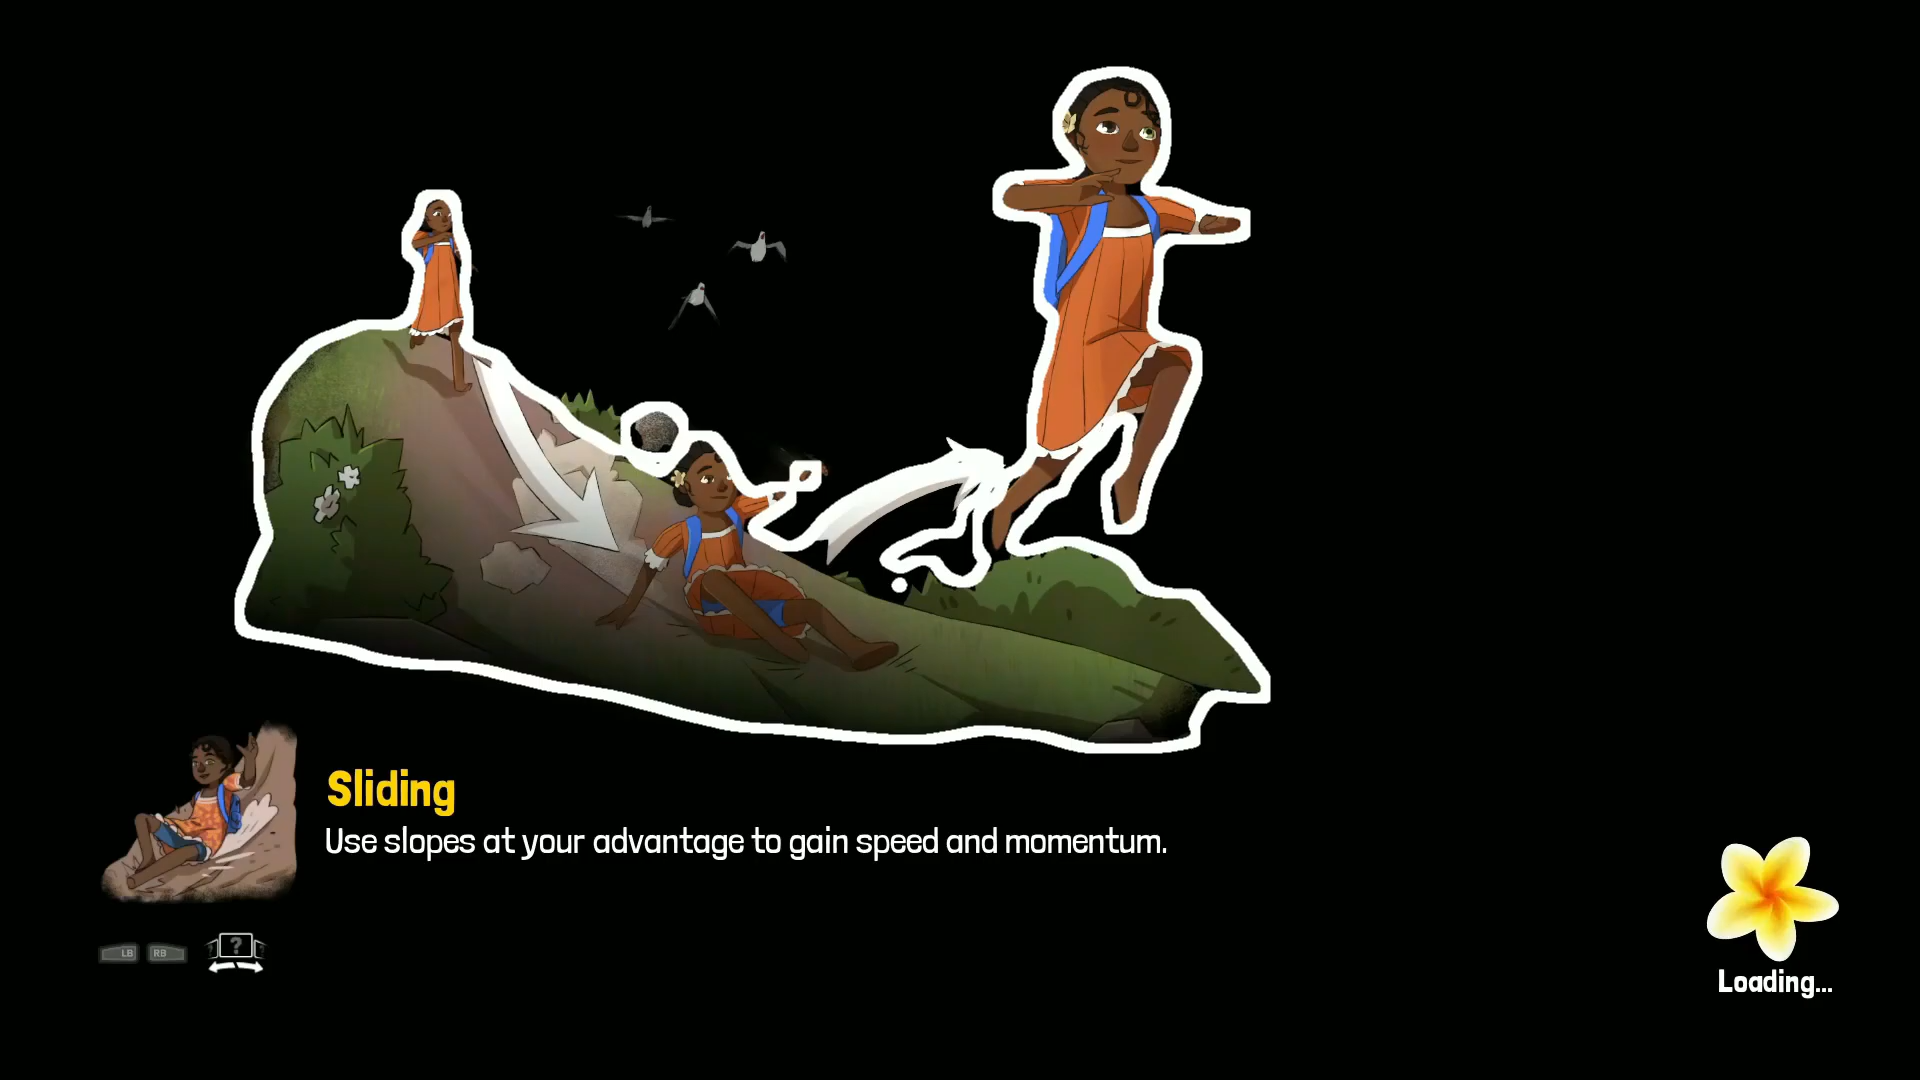 Sliding
Use slopes at your advantage to gain speed and momentum.
LB RB ?
Loading...